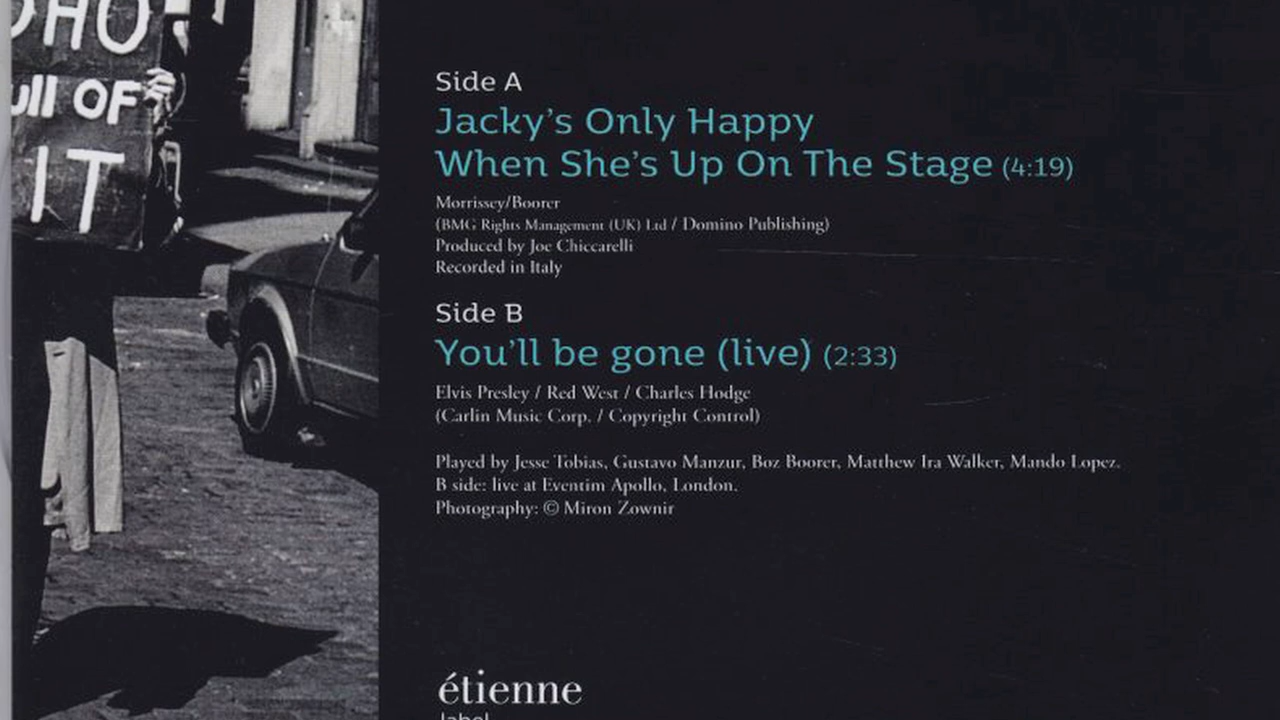 OHO
ull OF
IT
Side A
Jacky's Only Happy
When She's Up On The Stage (4:19)
Morrissey/Boorer
(BMG Rights Management (UK) Ltd / Domino Publishing)
Produced by Joe Chiccarelli
Recorded in Italy
Side B
You'll be gone (live) (2:33)
Elvis Presley / Red West / Charles Hodge
(Carlin Music Corp. / Copyright Control)
Played by Jesse Tobias, Gustavo Manzur, Boz Boorer, Matthew Ira Walker, Mando Lopez.
B side: live at Eventim Apollo, London.
Photography: © Miron Zownir
étienne
label